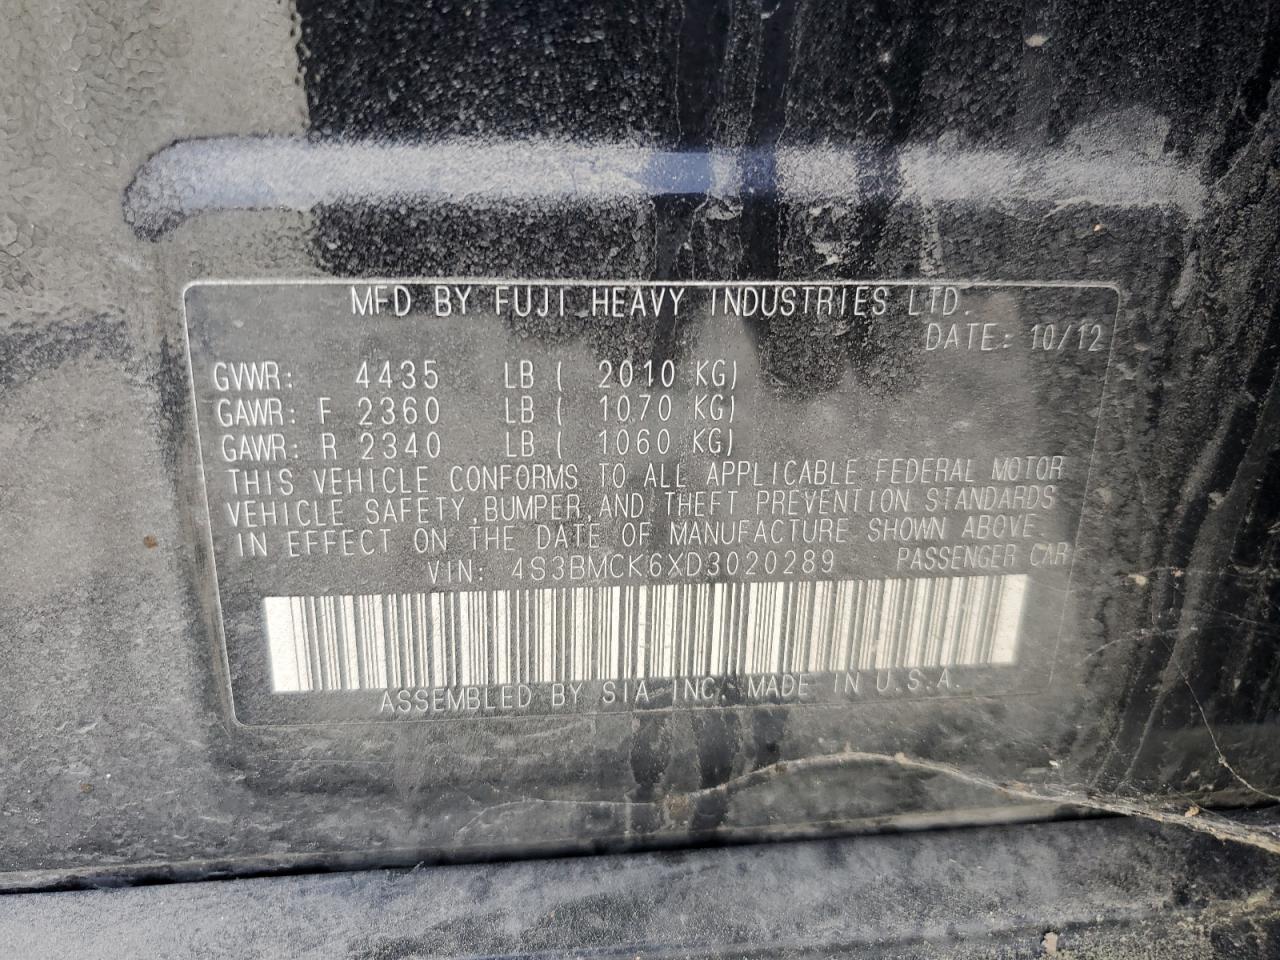 MFD BY FUJI HEAVY INDUSTRIES LTD.
DATE: 10/12
GVWR: 4435 LB ( 2010 KG)
GAWR: F 2360 LB ( 1070 KG)
GAWR: R 2340 LB ( 1060 KG)
THIS VEHICLE CONFORMS TO ALL APPLICABLE FEDERAL MOTOR
VEHICLE SAFETY, BUMPER, AND THEFT PREVENTION STANDARDS
IN EFFECT ON THE DATE OF MANUFACTURE SHOWN ABOVE
VIN: 4S3BMCK6XD3020289 PASSENGER CAR
ASSEMBLED BY SIA INC. MADE IN U.S.A.